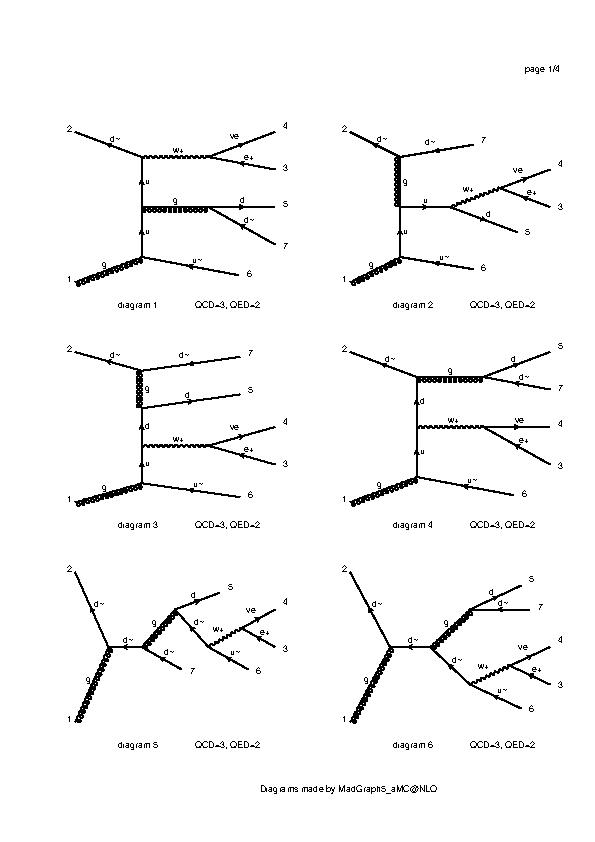 page 1/4
2 d~ w+ ve 4
e+ 3
u g d 5
d~ 7
u
g u~ 6
1
diagram 1 QCD=3, QED=2
2 d~ d~ 7
g w+ ve 4
u e+ 3
d 5
u
g u~ 6
1
diagram 2 QCD=3, QED=2
2 d~ d~ 7
g d 5
d w+ ve 4
e+ 3
u
g u~ 6
1
diagram 3 QCD=3, QED=2
2 d~ g d 5
d~ 7
d w+ ve 4
e+ 3
u
g u~ 6
1
diagram 4 QCD=3, QED=2
2 d~ d 5
g d~ w+ ve 4
e+ 3
d~ u~ 6
7
g
1
diagram 5 QCD=3, QED=2
2 d~ d 5
g d~ 7
d~ d~ w+ ve 4
e+ 3
u~ 6
g
1
diagram 6 QCD=3, QED=2
Diagrams made by MadGraph5_aMC@NLO